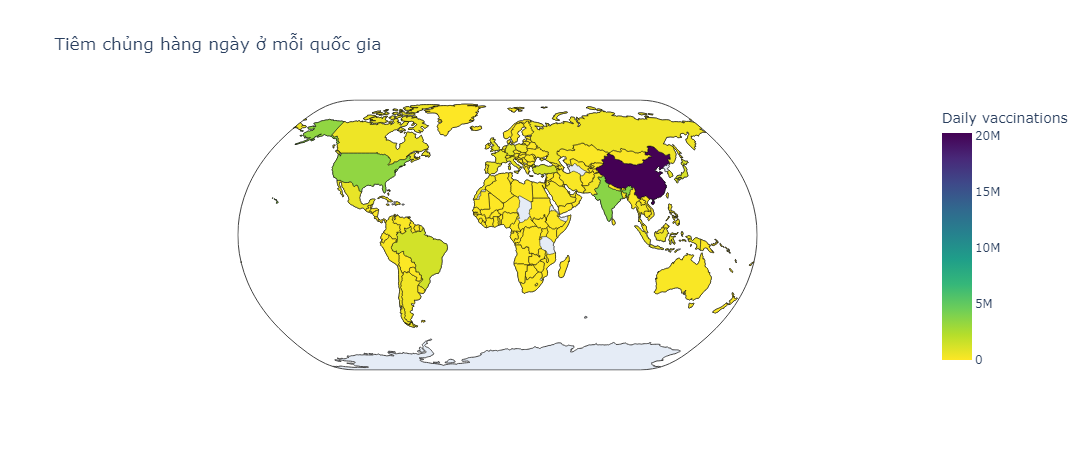 Tiêm chủng hàng ngày ở mỗi quốc gia
Daily vaccinations
20M
15M
10M
5M
0